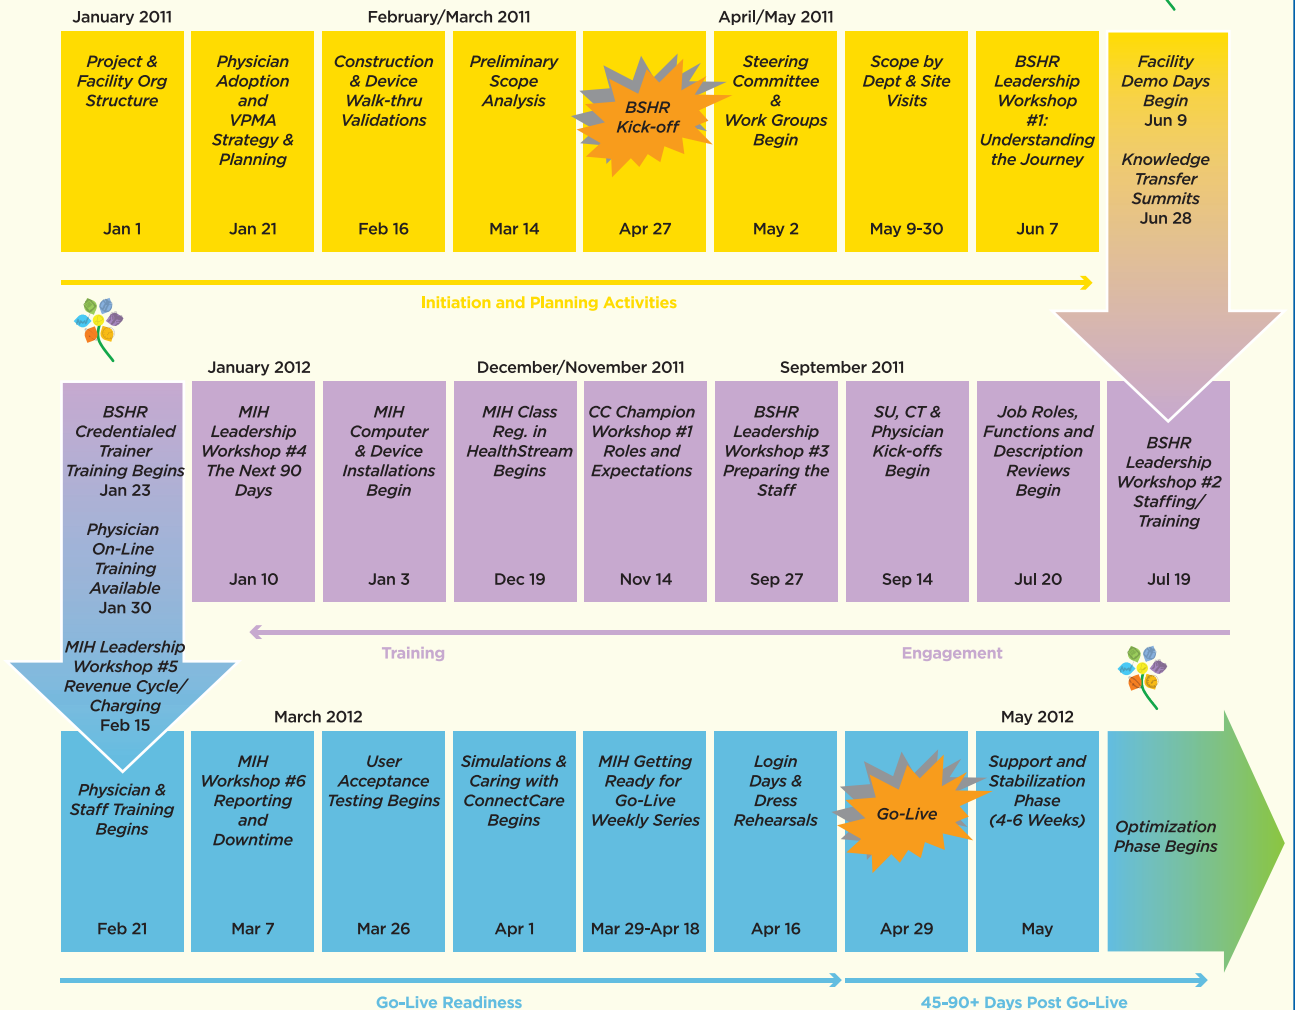 January 2011
February/March 2011
April/May 2011
Project &
Facility Org
Structure
Jan 1
Physician
Adoption
and
VPMA
Strategy &
Planning
Jan 21
Construction
& Device
Walk-thru
Validations
Feb 16
Preliminary
Scope
Analysis
Mar 14
BSHR
Kick-off
Apr 27
Steering
Committee
&
Work Groups
Begin
May 2
Scope by
Dept & Site
Visits
May 9-30
BSHR
Leadership
Workshop
#1:
Understanding
the Journey
Jun 7
Facility
Demo Days
Begin
Jun 9
Knowledge
Transfer
Summits
Jun 28
Initiation and Planning Activities
January 2012
December/November 2011
September 2011
BSHR
Leadership
Workshop #2
Staffing/
Training
Jul 19
Job Roles,
Functions and
Description
Reviews
Begin
Jul 20
SU, CT &
Physician
Kick-offs
Begin
Sep 14
BSHR
Leadership
Workshop #3
Preparing the
Staff
Sep 27
CC Champion
Workshop #1
Roles and
Expectations
Nov 14
MIH Class
Reg. in
HealthStream
Begins
Dec 19
MIH
Computer
& Device
Installations
Begin
Jan 3
MIH
Leadership
Workshop #4
The Next 90
Days
Jan 10
BSHR
Credentialed
Trainer
Training Begins
Jan 23
Physician
On-Line
Training
Available
Jan 30
MIH Leadership
Workshop #5
Revenue Cycle/
Charging
Feb 15
Training
Engagement
March 2012
May 2012
Physician &
Staff Training
Begins
Feb 21
MIH
Workshop #6
Reporting
and
Downtime
Mar 7
User
Acceptance
Testing Begins
Mar 26
Simulations &
Caring with
ConnectCare
Begins
Apr 1
MIH Getting
Ready for
Go-Live
Weekly Series
Mar 29-Apr 18
Login
Days &
Dress
Rehearsals
Apr 16
Go-Live
Apr 29
Support and
Stabilization
Phase
(4-6 Weeks)
May
Optimization
Phase Begins
Go-Live Readiness
45-90+ Days Post Go-Live